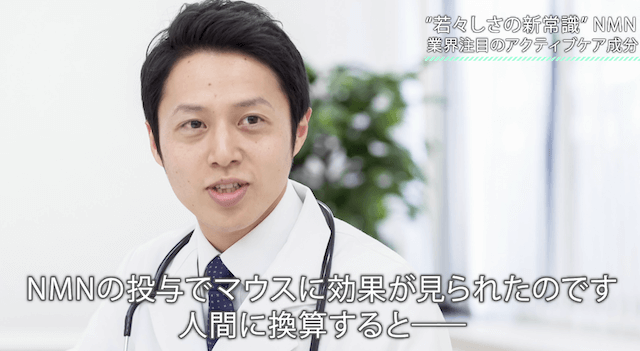 “若々しさの新常識” NMN
業界注目のアクティブケア成分
NMNの投与でマウスに効果が見られたのです
人間に換算すると――